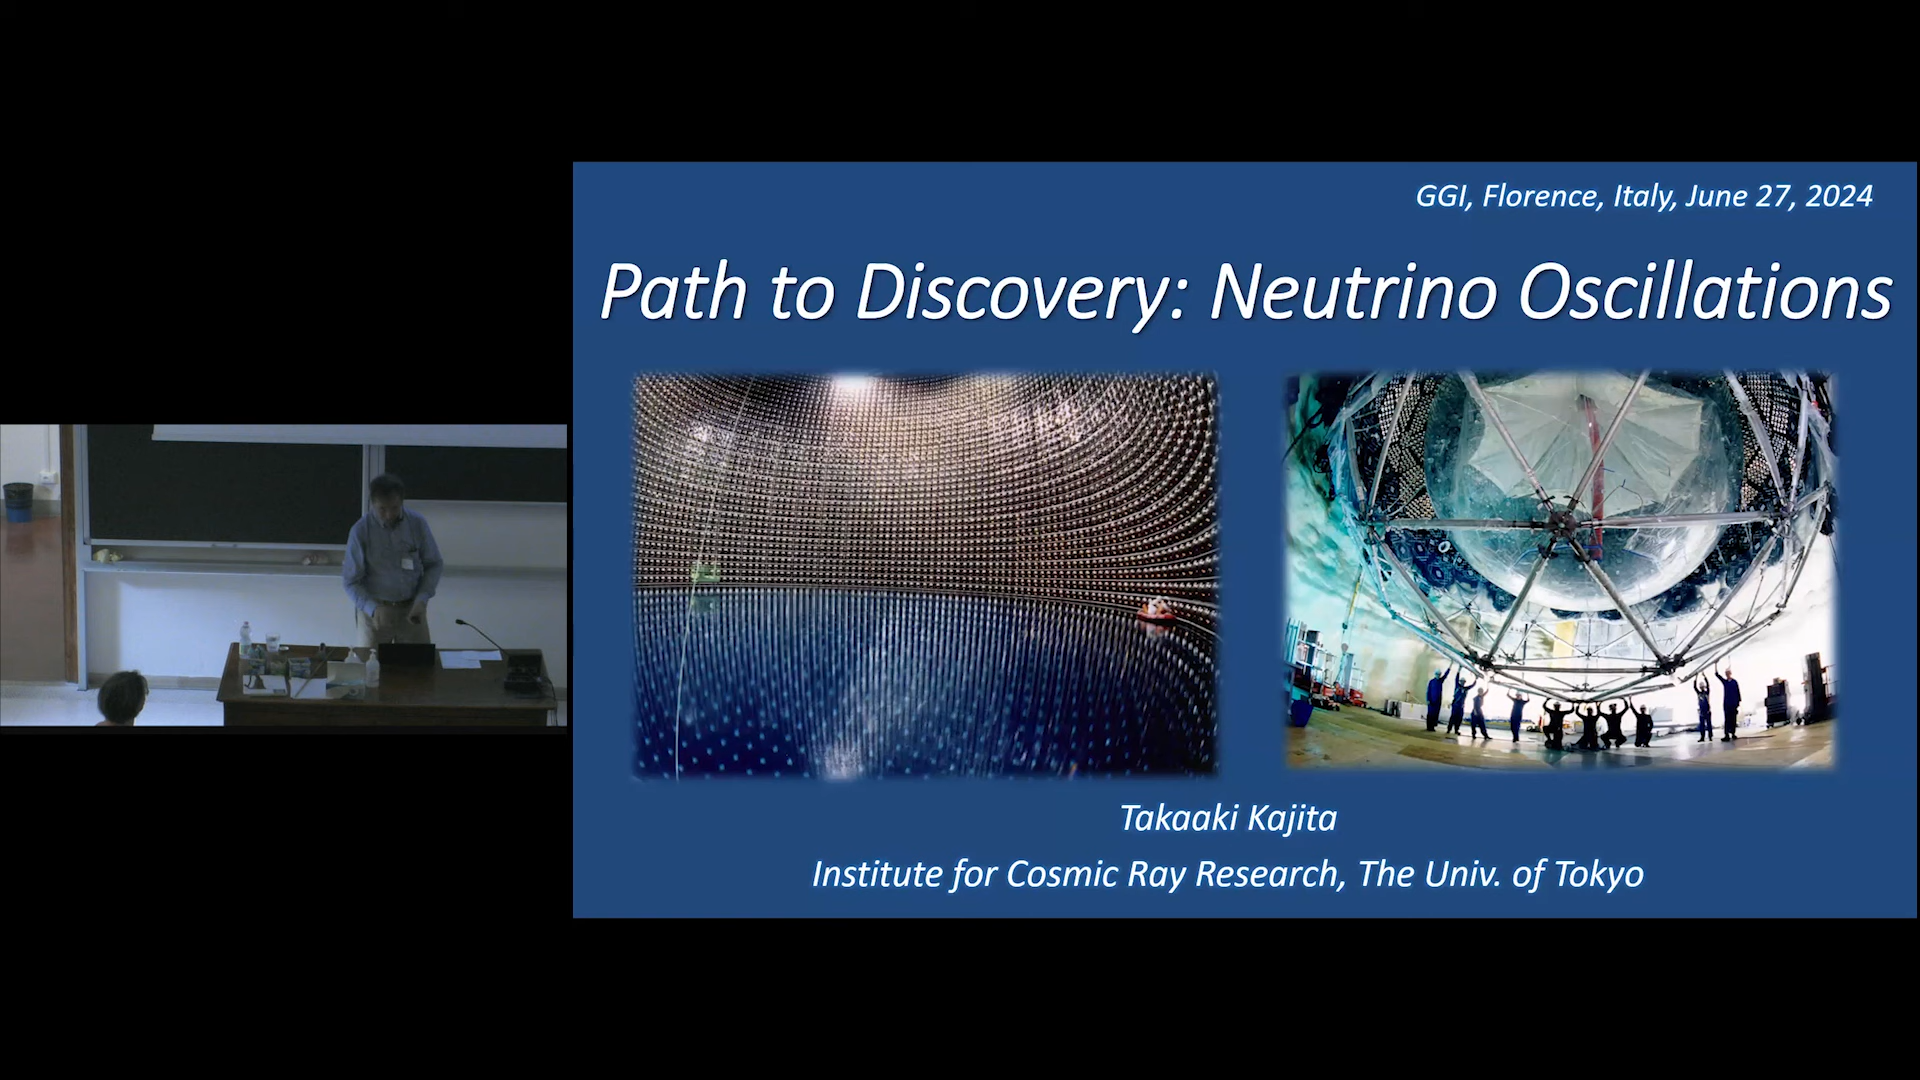 GGI, Florence, Italy, June 27, 2024
Path to Discovery: Neutrino Oscillations
Takaaki Kajita
Institute for Cosmic Ray Research, The Univ. of Tokyo